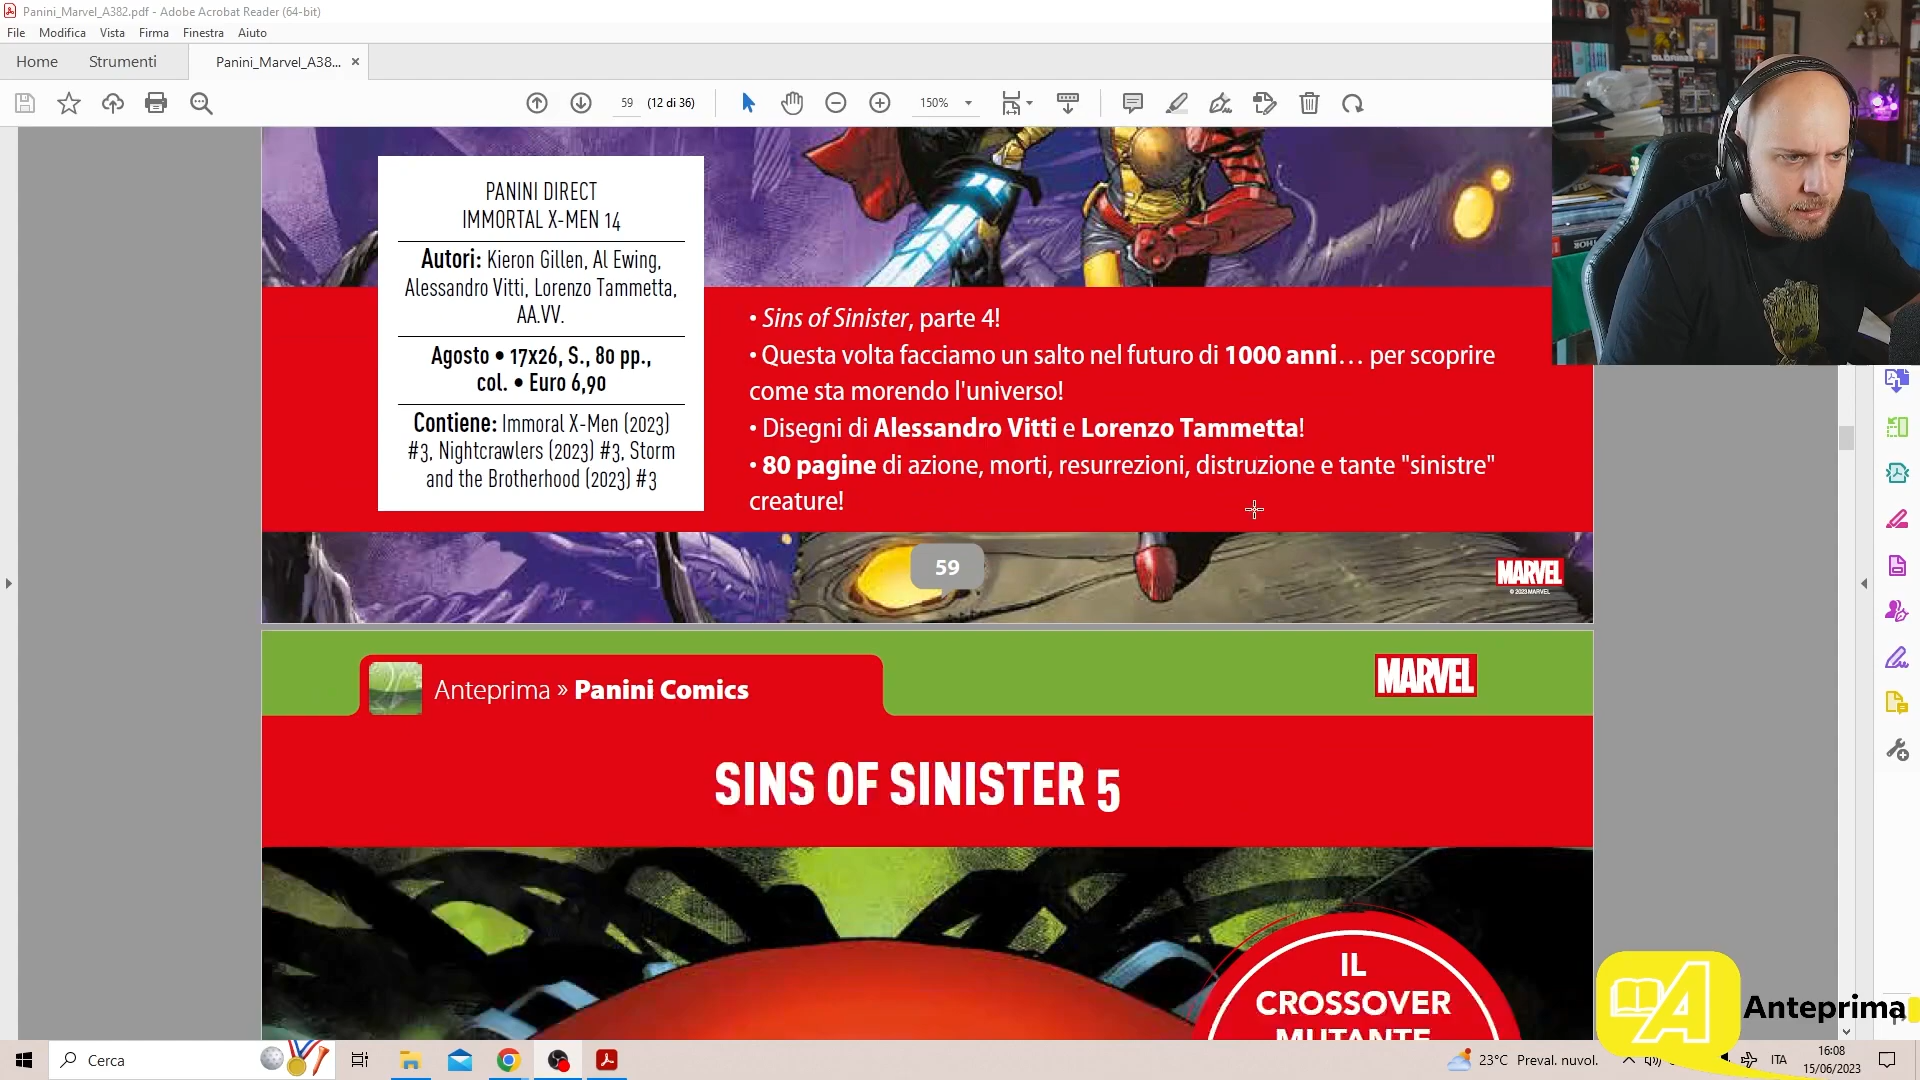 Panini_Marvel_A382.pdf - Adobe Acrobat Reader (64-bit)
File Modifica Vista Firma Finestra Aiuto
Home Strumenti Panini_Marvel_A38... ×
59 (12 di 36) 150%
PANINI DIRECT
IMMORTAL X-MEN 14
Autori: Kieron Gillen, Al Ewing,
Alessandro Vitti, Lorenzo Tammetta,
AA.VV.
Agosto • 17x26, S., 80 pp.,
col. • Euro 6,90
Contiene: Immoral X-Men (2023)
#3, Nightcrawlers (2023) #3, Storm
and the Brotherhood (2023) #3
• Sins of Sinister, parte 4!
• Questa volta facciamo un salto nel futuro di 1000 anni… per scoprire
come sta morendo l'universo!
• Disegni di Alessandro Vitti e Lorenzo Tammetta!
• 80 pagine di azione, morti, resurrezioni, distruzione e tante "sinistre"
creature!
59
MARVEL
© 2023 MARVEL
Anteprima » Panini Comics
MARVEL
SINS OF SINISTER 5
IL
CROSSOVER
MUTANTE
A
Anteprima
Cerca
23°C Preval. nuvol.
ITA
16:08
15/06/2023